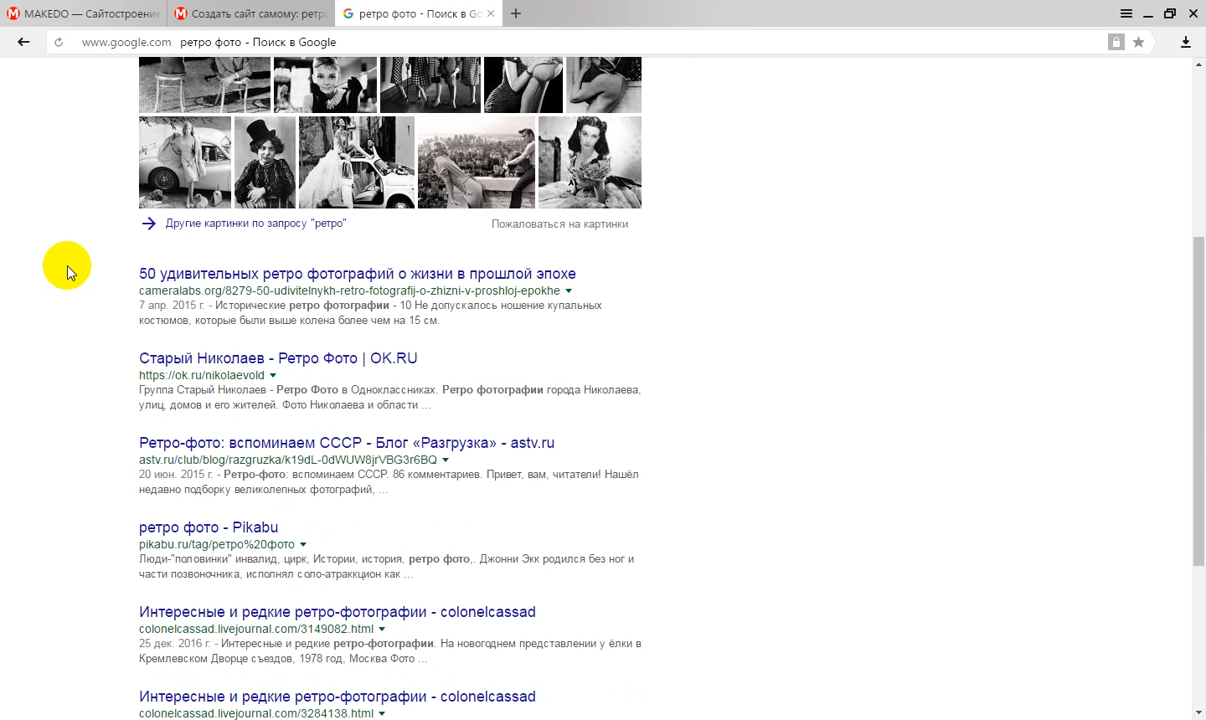 MAKEDO — Сайтостроение
Создать сайт самому: ретро
ретро фото - Поиск в Go
www.google.com ретро фото - Поиск в Google
Другие картинки по запросу "ретро"
Пожаловаться на картинки
50 удивительных ретро фотографий о жизни в прошлой эпохе
cameralabs.org/8279-50-udivitelnykh-retro-fotografij-o-zhizni-v-proshloj-epokhe
7 апр. 2015 г. - Исторические ретро фотографии - 10 Не допускалось ношение купальных
костюмов, которые были выше колена более чем на 15 см.
Старый Николаев - Ретро Фото | OK.RU
https://ok.ru/nikolaevold
Группа Старый Николаев - Ретро Фото в Одноклассниках. Ретро фотографии города Николаева,
улиц, домов и его жителей. Фото Николаева и области ...
Ретро-фото: вспоминаем СССР - Блог «Разгрузка» - astv.ru
astv.ru/club/blog/razgruzka/k19dL-0dWUW8jrVBG3r6BQ
20 июн. 2015 г. - Ретро-фото: вспоминаем СССР. 86 комментариев. Привет, вам, читатели! Нашёл
недавно подборку великолепных фотографий, ...
ретро фото - Pikabu
pikabu.ru/tag/ретро%20фото
Люди-"половинки" инвалид, цирк, Истории, история, ретро фото,. Джонни Экк родился без ног и
части позвоночника, исполнял соло-атраккцион как ...
Интересные и редкие ретро-фотографии - colonelcassad
colonelcassad.livejournal.com/3149082.html
25 дек. 2016 г. - Интересные и редкие ретро-фотографии. На новогоднем представлении у ёлки в
Кремлевском Дворце съездов, 1978 год, Москва Фото ...
Интересные и редкие ретро-фотографии - colonelcassad
colonelcassad.livejournal.com/3284138.html